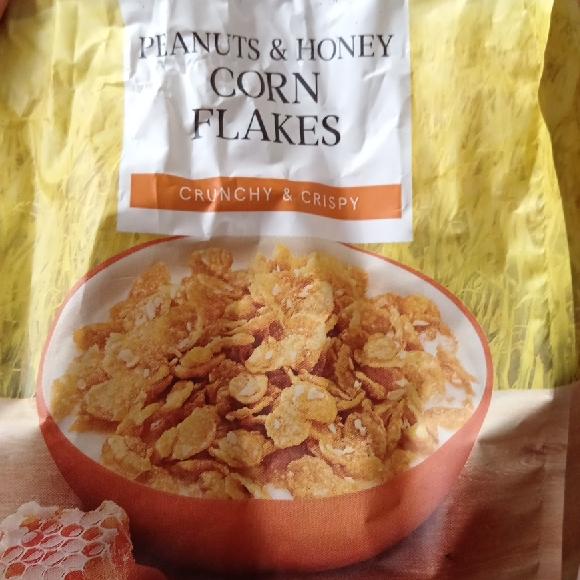 PEANUTS & HONEY
CORN
FLAKES
CRUNCHY & CRISPY